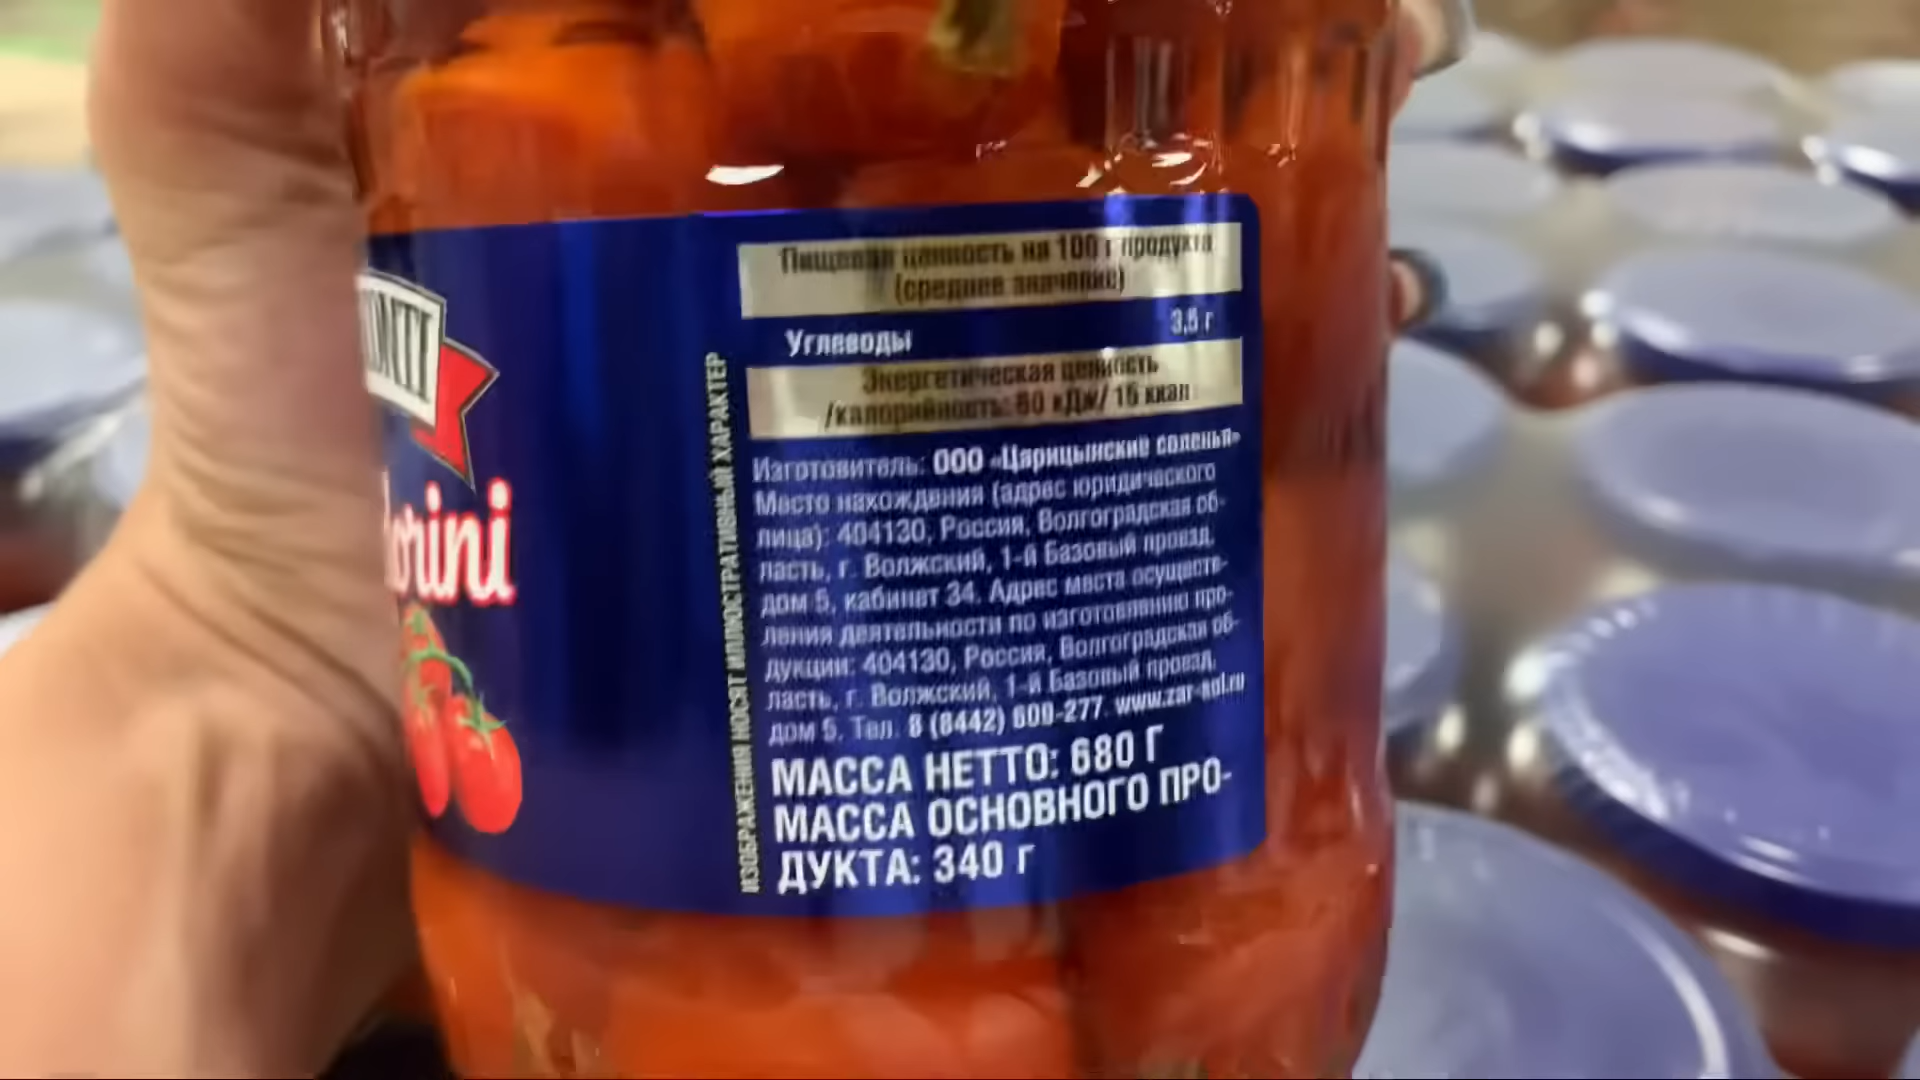 Пищевая ценность на 100 г продукта
(среднее значение)
Углеводы 3,5 г
Энергетическая ценность
/калорийность: 60 кДж/ 15 ккал
Изготовитель: ООО «Царицынские соленья»
Место нахождения (адрес юридического
лица): 404130, Россия, Волгоградская об-
ласть, г. Волжский, 1-й Базовый проезд,
дом 5, кабинет 34. Адрес места осуществ-
ления деятельности по изготовлению про-
дукции: 404130, Россия, Волгоградская об-
ласть, г. Волжский, 1-й Базовый проезд,
дом 5. Тел. 8 (8442) 609-277. www.zar-sol.ru
МАССА НЕТТО: 680 Г
МАССА ОСНОВНОГО ПРО-
ДУКТА: 340 Г
ИЗОБРАЖЕНИЯ НОСЯТ ИЛЛЮСТРАТИВНЫЙ ХАРАКТЕР
orini